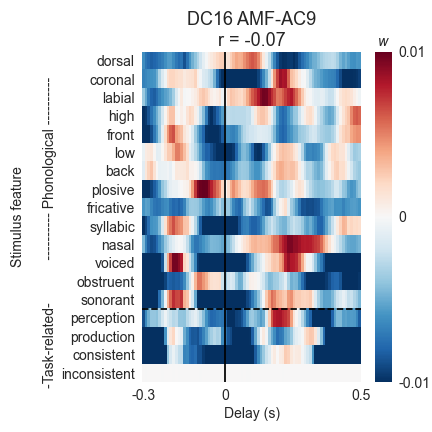 DC16 AMF-AC9
r = -0.07
w
dorsal
coronal
labial
high
front
low
back
plosive
fricative
syllabic
nasal
voiced
obstruent
sonorant
perception
production
consistent
inconsistent
Stimulus feature
-Task-related- ---------- Phonological ----------
0.01
0
-0.01
-0.3 0 0.5
Delay (s)